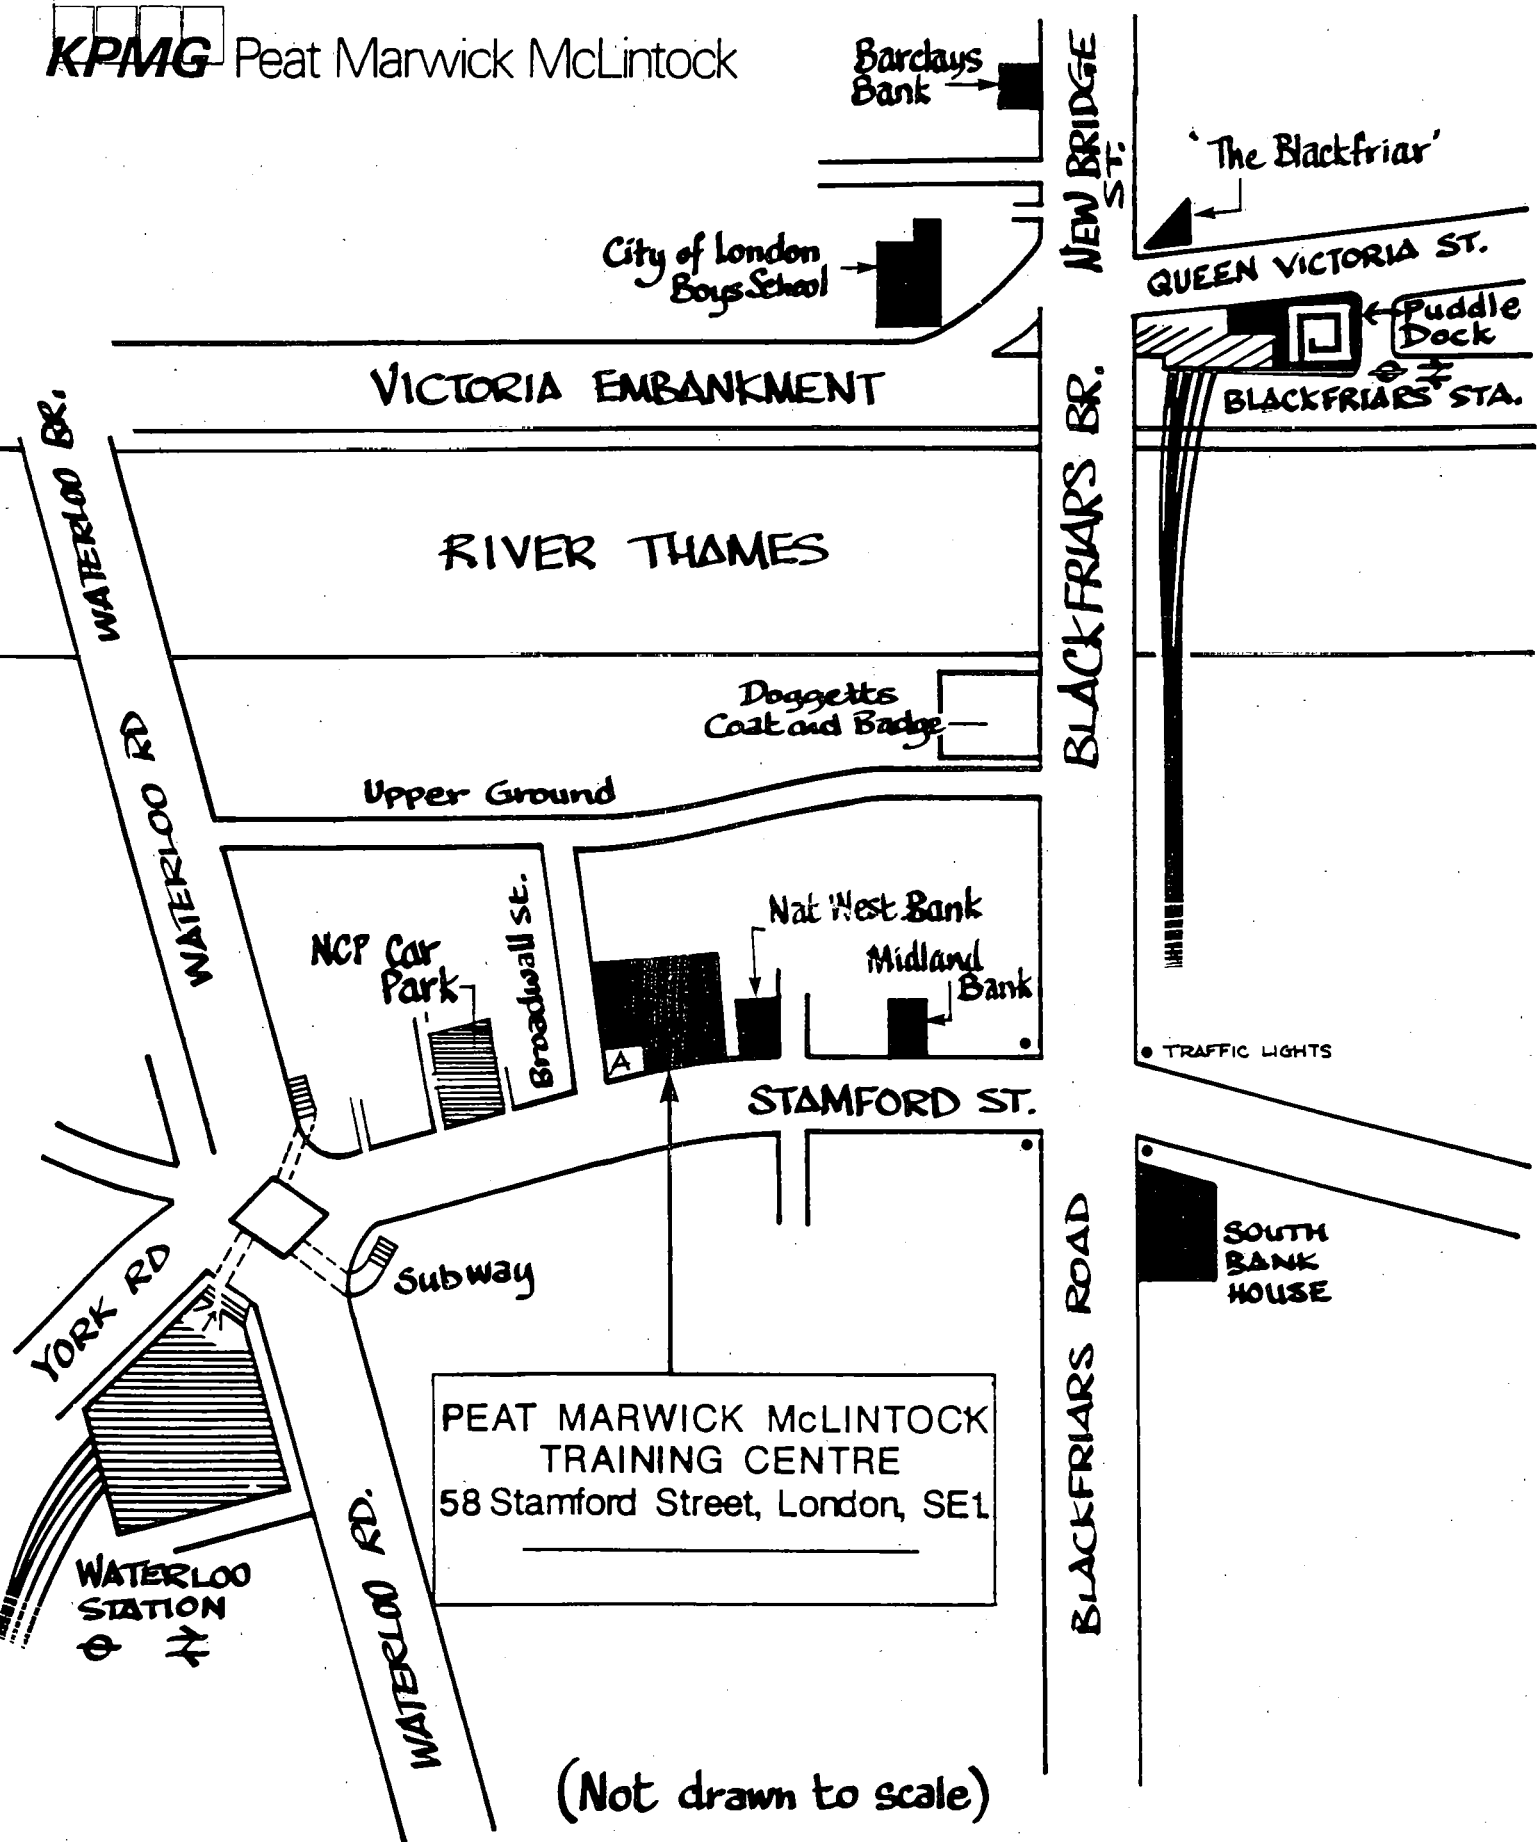 KPMG Peat Marwick McLintock
Barclays
Bank
NEW BRIDGE
ST.
'The Blackfriar'
City of London
Boys School
QUEEN VICTORIA ST.
Puddle
Dock
VICTORIA EMBANKMENT
BLACKFRIARS STA.
WATERLOO BR.
BLACKFRIARS BR.
RIVER THAMES
Doggetts
Coat and Badge
WATERLOO RD
Upper Ground
Broadwall St.
NCP Car
Park
Nat West Bank
Midland
Bank
A
TRAFFIC LIGHTS
STAMFORD ST.
SOUTH
BANK
HOUSE
YORK RD
Subway
BLACKFRIARS ROAD
PEAT MARWICK McLINTOCK
TRAINING CENTRE
58 Stamford Street, London, SE1
WATERLOO
STATION
WATERLOO RD.
(Not drawn to scale)